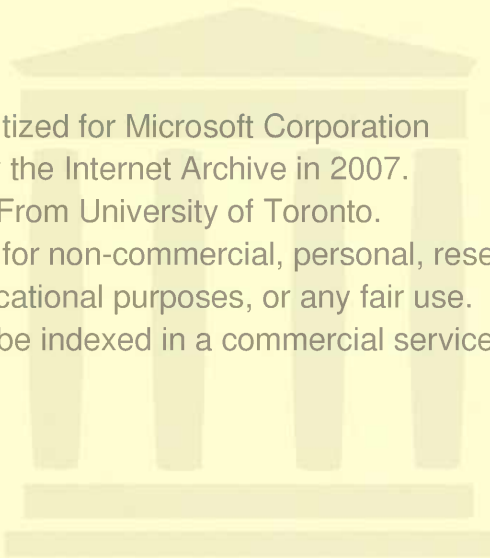 tized for Microsoft Corporation
the Internet Archive in 2007.
From University of Toronto.
for non-commercial, personal, rese
cational purposes, or any fair use.
be indexed in a commercial service